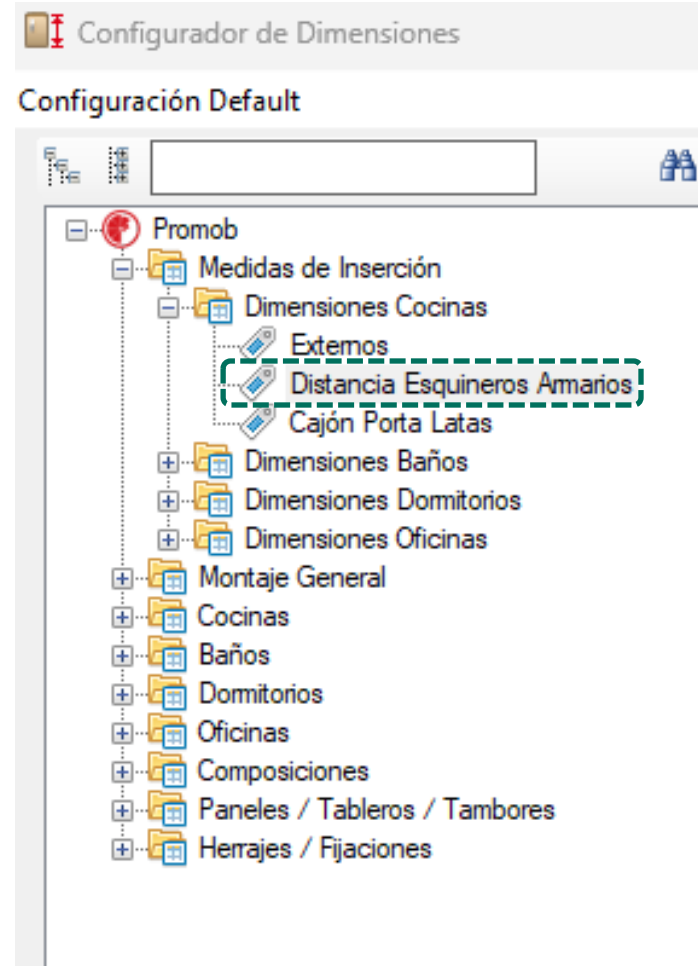 Configurador de Dimensiones
Configuración Default
Promob
Medidas de Inserción
Dimensiones Cocinas
Externos
Distancia Esquineros Armarios
Cajón Porta Latas
Dimensiones Baños
Dimensiones Dormitorios
Dimensiones Oficinas
Montaje General
Cocinas
Baños
Dormitorios
Oficinas
Composiciones
Paneles / Tableros / Tambores
Herrajes / Fijaciones